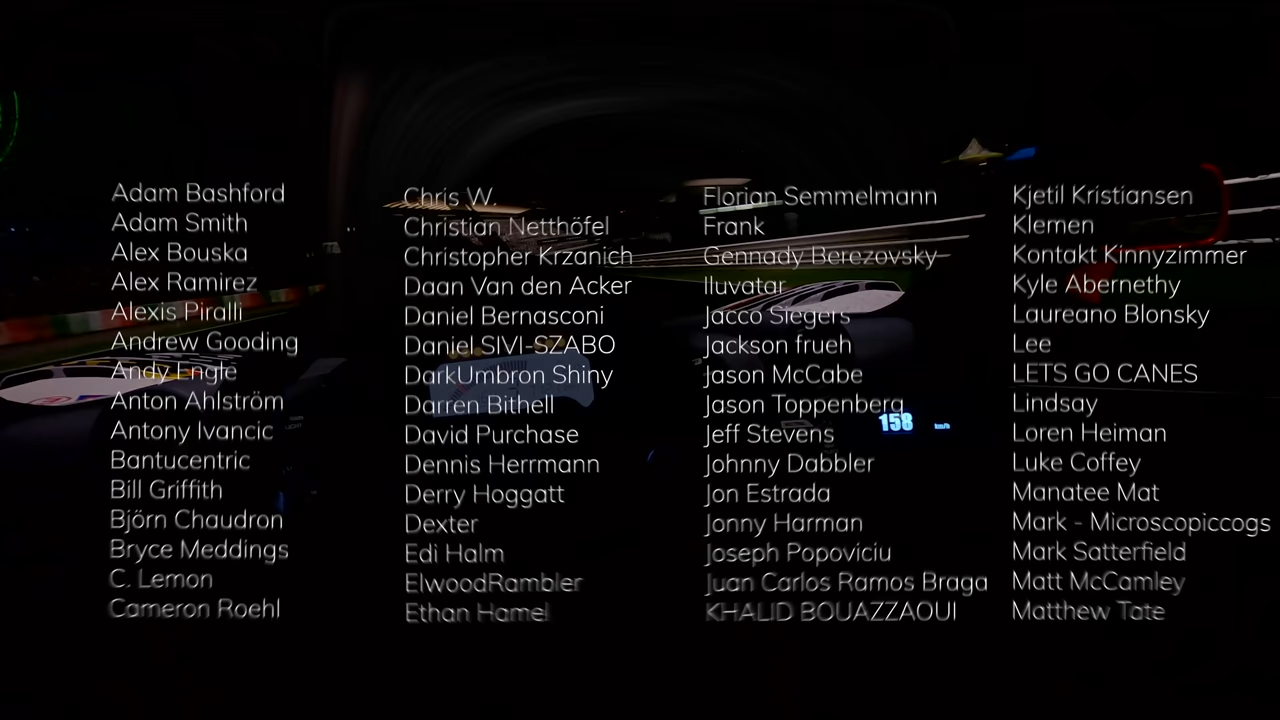 Adam Bashford
Adam Smith
Alex Bouska
Alex Ramirez
Alexis Piralli
Andrew Gooding
Andy Engle
Anton Ahlström
Antony Ivancic
Bantucentric
Bill Griffith
Björn Chaudron
Bryce Meddings
C. Lemon
Cameron Roehl
Chris W.
Christian Netthöfel
Christopher Krzanich
Daan Van den Acker
Daniel Bernasconi
Daniel SIVI-SZABO
DarkUmbron Shiny
Darren Bithell
David Purchase
Dennis Herrmann
Derry Hoggatt
Dexter
Edi Halm
ElwoodRambler
Ethan Hamel
Florian Semmelmann
Frank
Gennady Berezovsky
Iluvatar
Jacco Siegers
Jackson frueh
Jason McCabe
Jason Toppenberg
Jeff Stevens
Johnny Dabbler
Jon Estrada
Jonny Harman
Joseph Popoviciu
Juan Carlos Ramos Braga
KHALID BOUAZZAOUI
Kjetil Kristiansen
Klemen
Kontakt Kinnyzimmer
Kyle Abernethy
Laureano Blonsky
Lee
LETS GO CANES
Lindsay
Loren Heiman
Luke Coffey
Manatee Mat
Mark - Microscopiccogs
Mark Satterfield
Matt McCamley
Matthew Tate
158 km/h